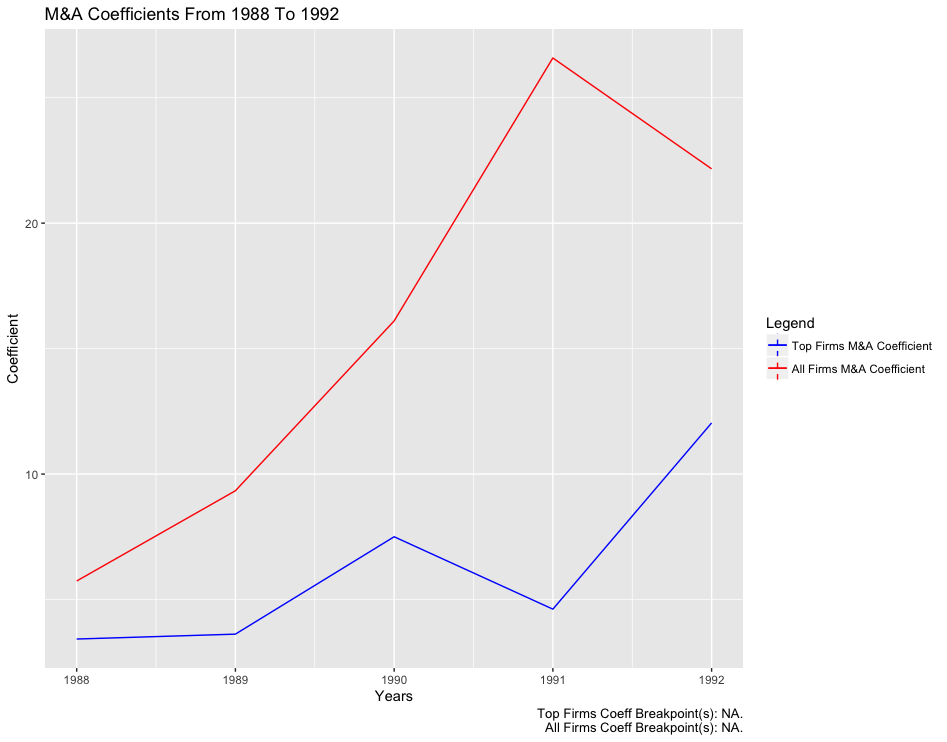 M&A Coefficients From 1988 To 1992
Coefficient
20
10
1988 1989 1990 1991 1992
Years
Legend
Top Firms M&A Coefficient
All Firms M&A Coefficient
Top Firms Coeff Breakpoint(s): NA.
All Firms Coeff Breakpoint(s): NA.